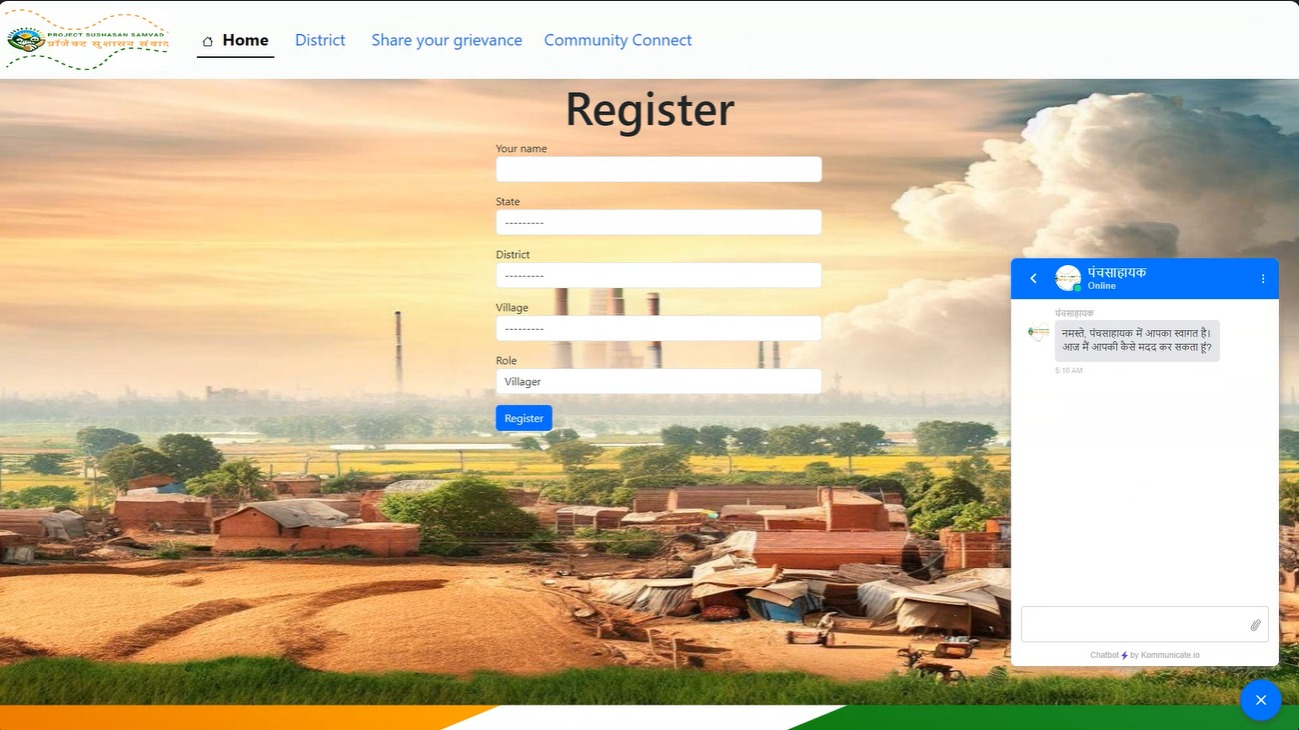 PROJECT SUSHASAN SAMVAD
प्रॉजेक्ट सुशासन संवाद
Home
District
Share your grievance
Community Connect
Register
Your name
State
---------
District
---------
Village
---------
Role
Villager
Register
पंचसाहायक
Online
पंचसाहायक
नमस्ते, पंचसाहायक में आपका स्वागत है।
आज मैं आपकी कैसे मदद कर सकता हूं?
5:10 AM
Chatbot by Kommunicate.io